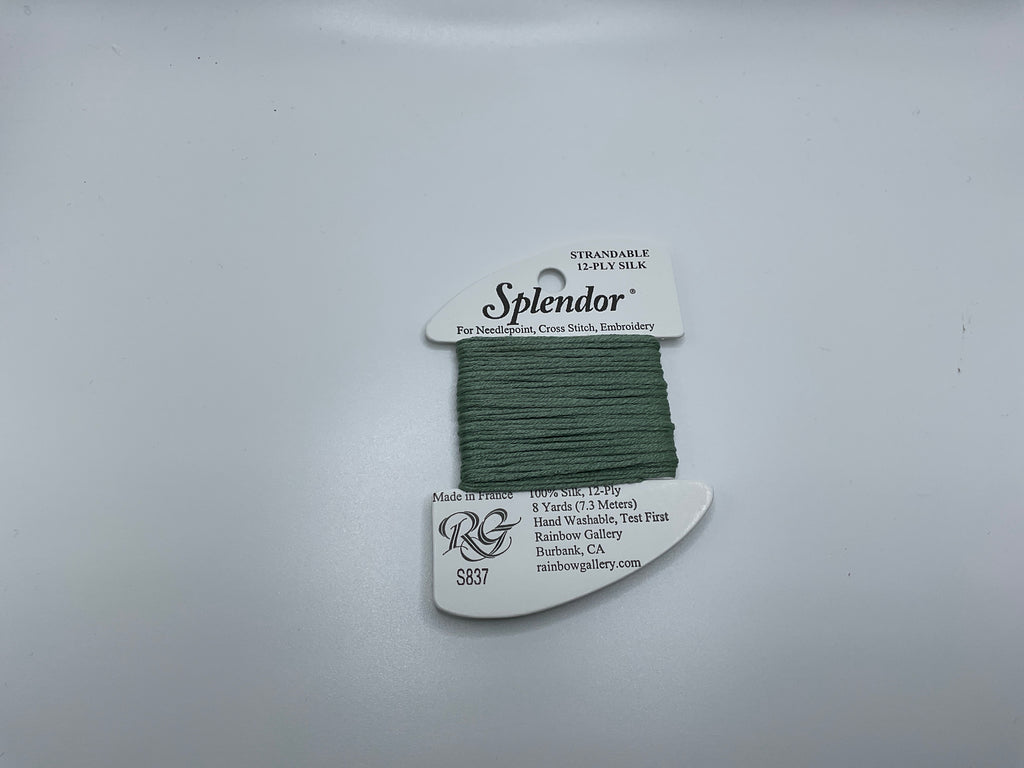 STRANDABLE
12-PLY SILK
Splendor®
For Needlepoint, Cross Stitch, Embroidery
Made in France
RG
S837
100% Silk, 12-Ply
8 Yards (7.3 Meters)
Hand Washable, Test First
Rainbow Gallery
Burbank, CA
rainbowgallery.com